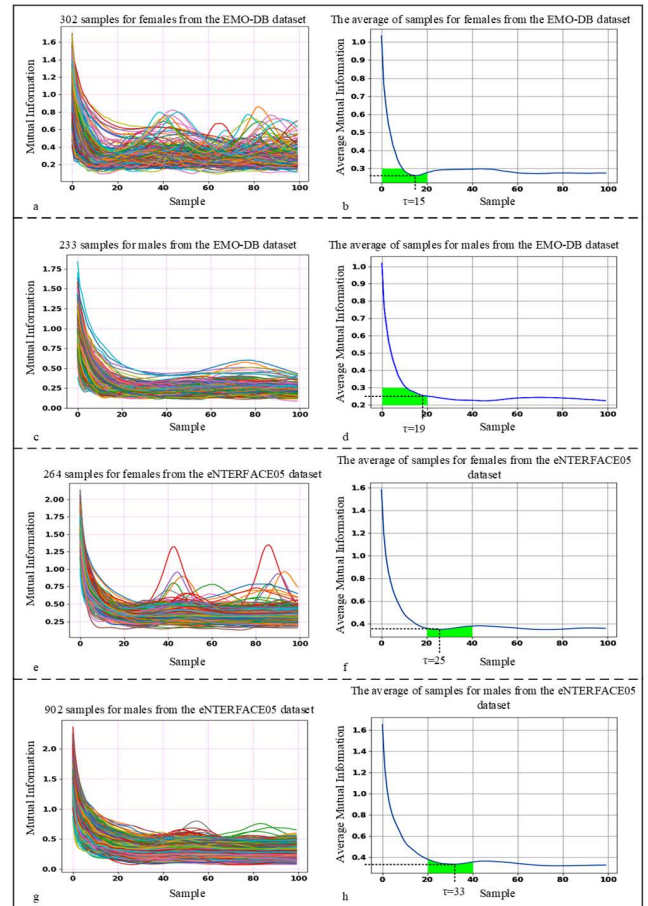 302 samples for females from the EMO-DB dataset
1.6
1.4
1.2
1.0
0.8
0.6
0.4
0.2
Mutual Information
0 20 40 60 80 100
Sample
a
The average of samples for females from the EMO-DB dataset
1.0
0.9
0.8
0.7
0.6
0.5
0.4
0.3
0.2
Average Mutual Information
0 20 40 60 80 100
Sample
τ=15
b
233 samples for males from the EMO-DB dataset
1.75
1.50
1.25
1.00
0.75
0.50
0.25
0.00
Mutual Information
0 20 40 60 80 100
Sample
c
The average of samples for males from the EMO-DB dataset
1.0
0.9
0.8
0.7
0.6
0.5
0.4
0.3
0.2
Average Mutual Information
0 20 40 60 80 100
Sample
τ=19
d
264 samples for females from the eNTERFACE05 dataset
2.00
1.75
1.50
1.25
1.00
0.75
0.50
0.25
Mutual Information
0 20 40 60 80 100
Sample
e
The average of samples for females from the eNTERFACE05
dataset
1.6
1.4
1.2
1.0
0.8
0.6
0.4
Average Mutual Information
0 20 40 60 80 100
Sample
τ=25
f
902 samples for males from the eNTERFACE05 dataset
2.0
1.5
1.0
0.5
0.0
Mutual Information
0 20 40 60 80 100
Sample
g
The average of samples for males from the eNTERFACE05
dataset
1.6
1.4
1.2
1.0
0.8
0.6
0.4
Average Mutual Information
0 20 40 60 80 100
Sample
τ=33
h